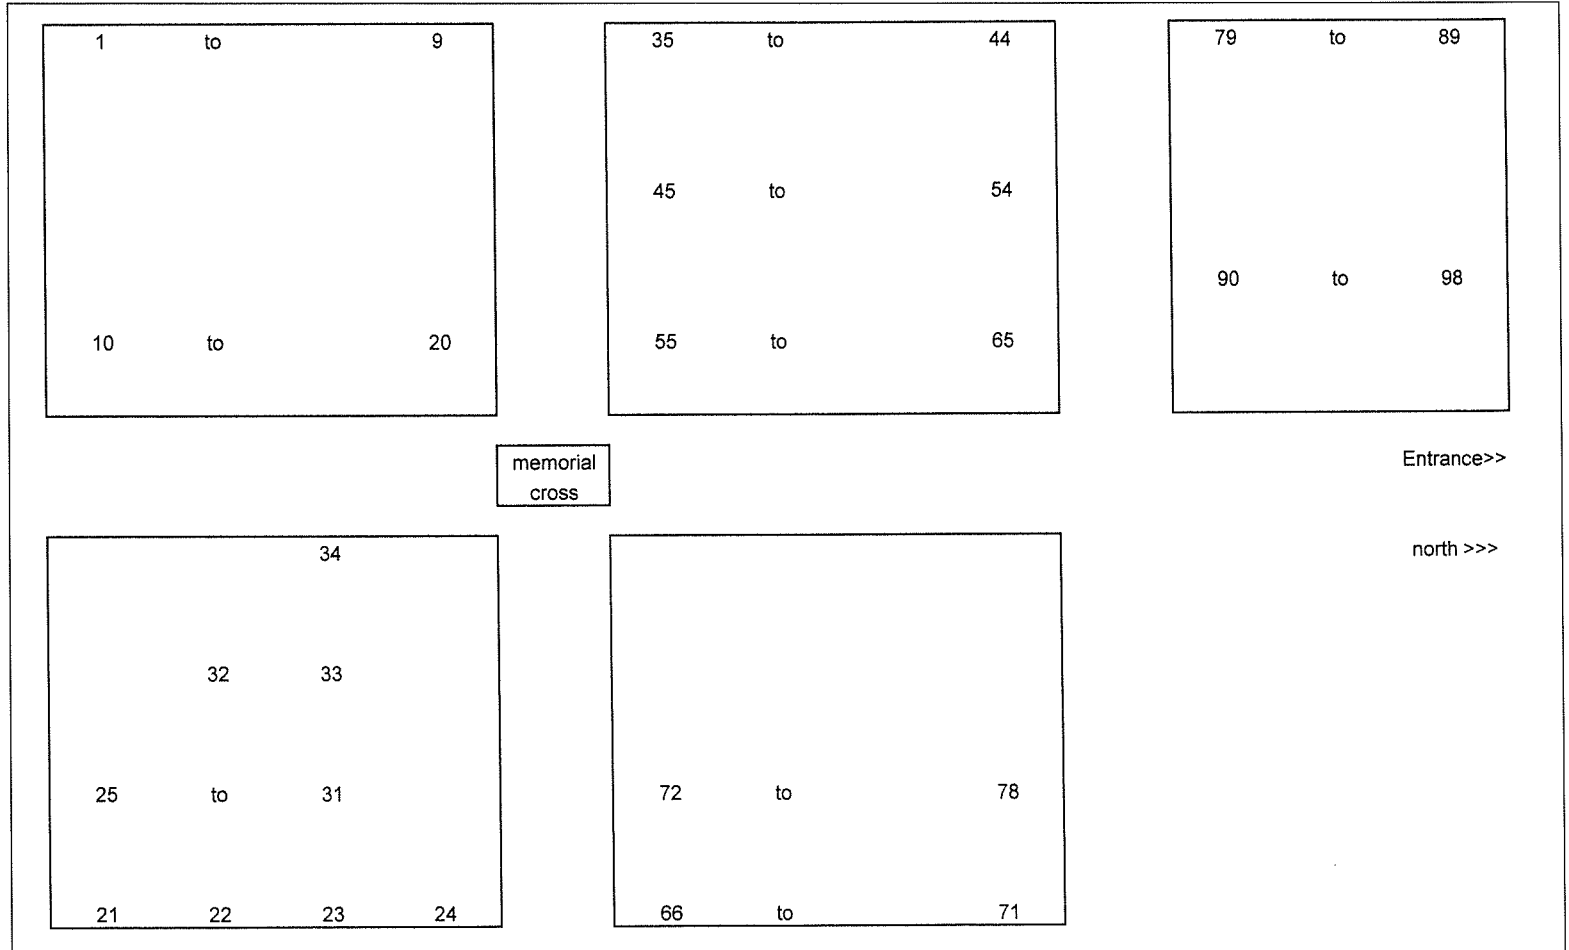 1 to 9
10 to 20
35 to 44
45 to 54
55 to 65
79 to 89
90 to 98
memorial
cross
Entrance>>
north >>>
34
32 33
25 to 31
21 22 23 24
72 to 78
66 to 71